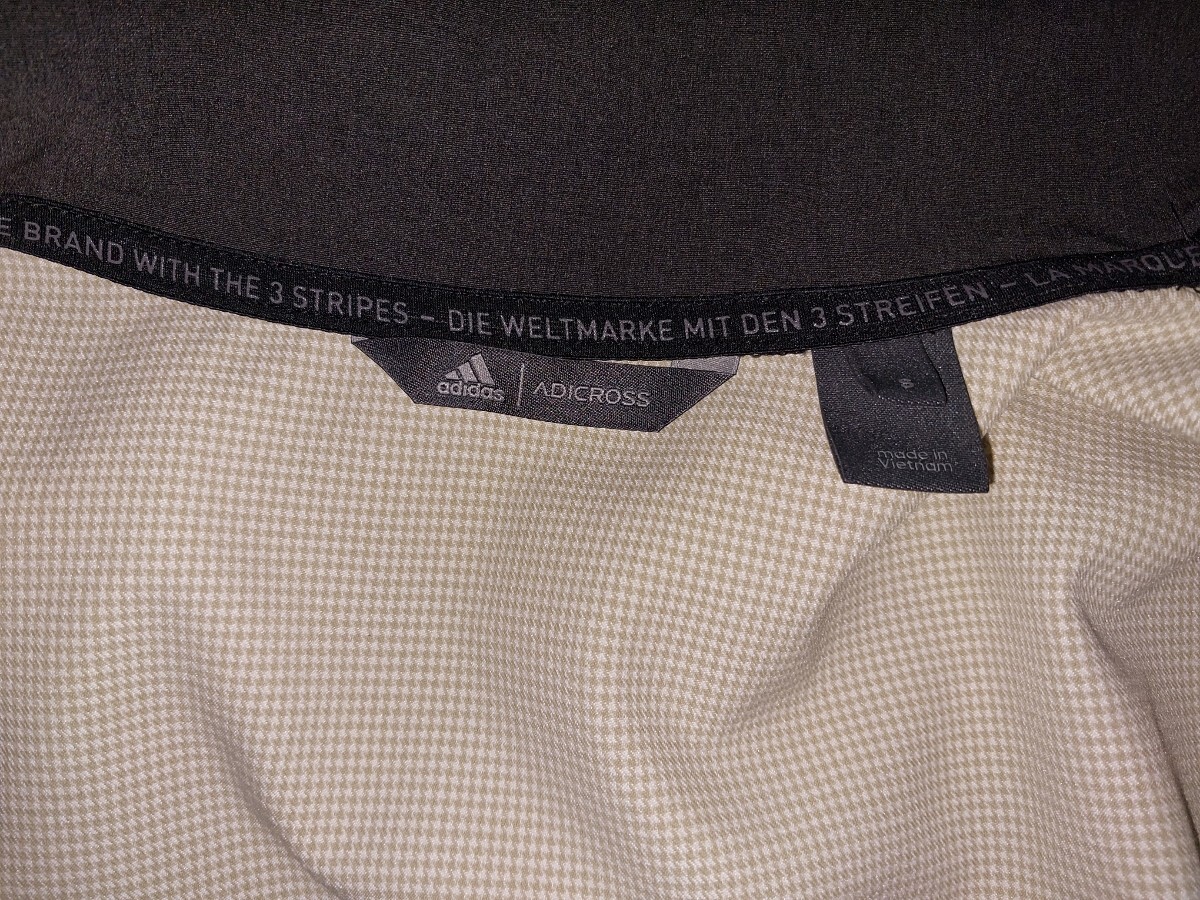 E BRAND WITH THE 3 STRIPES – DIE WELTMARKE MIT DEN 3 STREIFEN – LA MARQUE
adidas | ADICROSS
S
made in
Vietnam